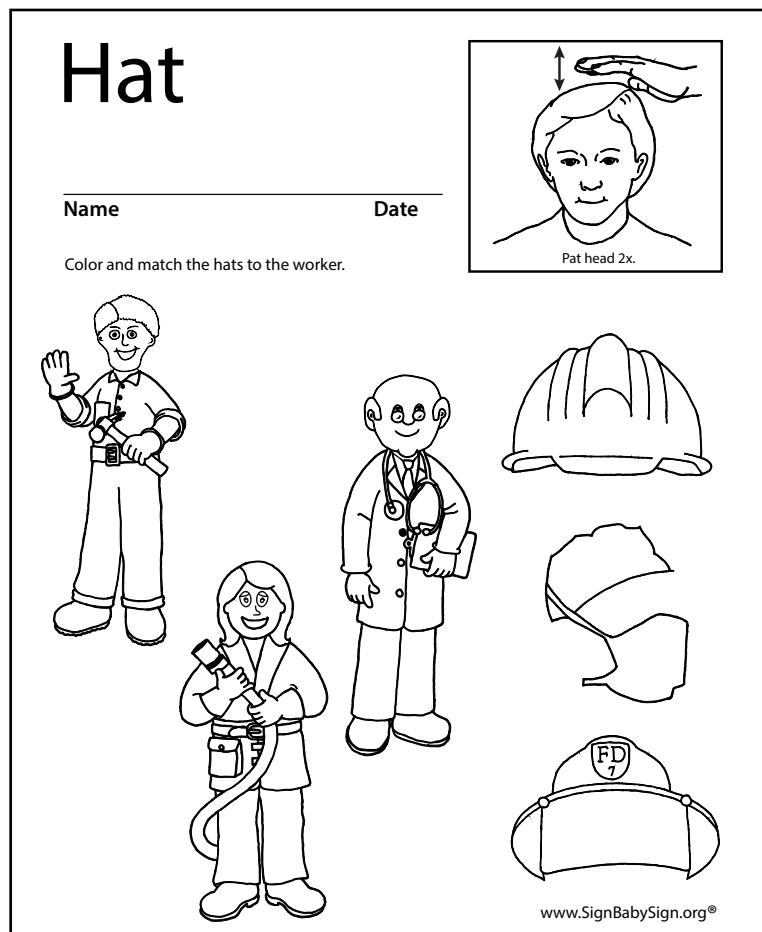 Hat
Pat head 2x.
Name Date
Color and match the hats to the worker.
FD
7
www.SignBabySign.org®